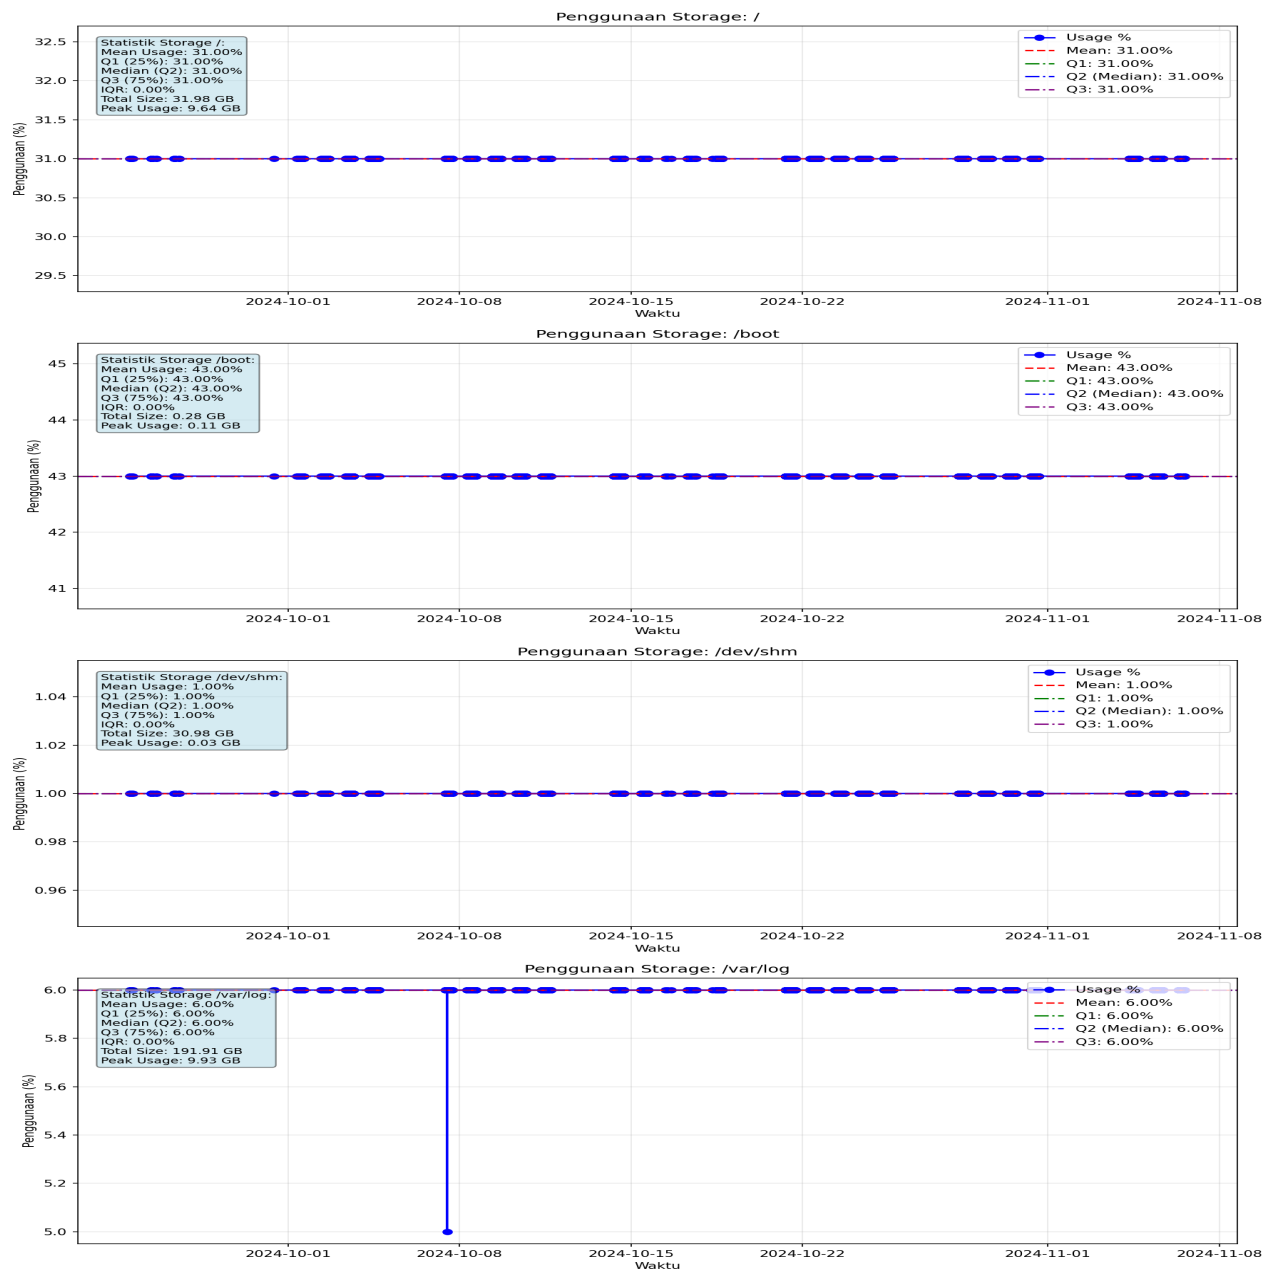 Penggunaan Storage: /
Statistik Storage /:
Mean Usage: 31.00%
Q1 (25%): 31.00%
Median (Q2): 31.00%
Q3 (75%): 31.00%
IQR: 0.00%
Total Size: 31.98 GB
Peak Usage: 9.64 GB
Usage %
Mean: 31.00%
Q1: 31.00%
Q2 (Median): 31.00%
Q3: 31.00%
Penggunaan (%)
32.5
32.0
31.5
31.0
30.5
30.0
29.5
2024-10-01
2024-10-08
2024-10-15
2024-10-22
2024-11-01
2024-11-08
Waktu
Penggunaan Storage: /boot
Statistik Storage /boot:
Mean Usage: 43.00%
Q1 (25%): 43.00%
Median (Q2): 43.00%
Q3 (75%): 43.00%
IQR: 0.00%
Total Size: 0.28 GB
Peak Usage: 0.11 GB
Usage %
Mean: 43.00%
Q1: 43.00%
Q2 (Median): 43.00%
Q3: 43.00%
Penggunaan (%)
45
44
43
42
41
2024-10-01
2024-10-08
2024-10-15
2024-10-22
2024-11-01
2024-11-08
Waktu
Penggunaan Storage: /dev/shm
Statistik Storage /dev/shm:
Mean Usage: 1.00%
Q1 (25%): 1.00%
Median (Q2): 1.00%
Q3 (75%): 1.00%
IQR: 0.00%
Total Size: 30.98 GB
Peak Usage: 0.03 GB
Usage %
Mean: 1.00%
Q1: 1.00%
Q2 (Median): 1.00%
Q3: 1.00%
Penggunaan (%)
1.04
1.02
1.00
0.98
0.96
2024-10-01
2024-10-08
2024-10-15
2024-10-22
2024-11-01
2024-11-08
Waktu
Penggunaan Storage: /var/log
Statistik Storage /var/log:
Mean Usage: 6.00%
Q1 (25%): 6.00%
Median (Q2): 6.00%
Q3 (75%): 6.00%
IQR: 0.00%
Total Size: 191.91 GB
Peak Usage: 9.93 GB
Usage %
Mean: 6.00%
Q1: 6.00%
Q2 (Median): 6.00%
Q3: 6.00%
Penggunaan (%)
6.0
5.8
5.6
5.4
5.2
5.0
2024-10-01
2024-10-08
2024-10-15
2024-10-22
2024-11-01
2024-11-08
Waktu